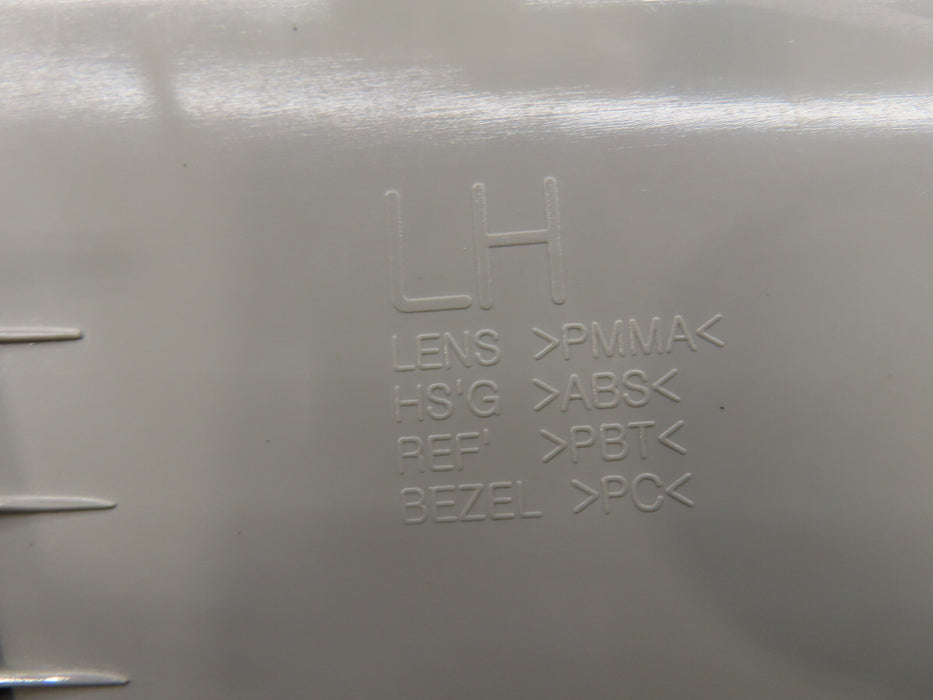 LH
LENS >PMMA<
HS'G >ABS<
REF' >PBT<
BEZEL >PC<